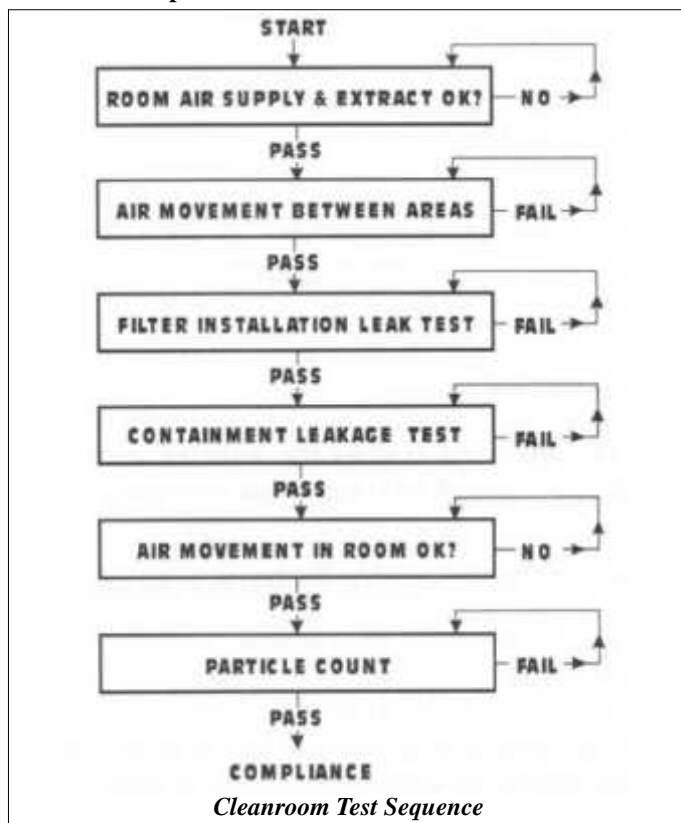 START
ROOM AIR SUPPLY & EXTRACT OK?
NO
PASS
AIR MOVEMENT BETWEEN AREAS
FAIL
PASS
FILTER INSTALLATION LEAK TEST
FAIL
PASS
CONTAINMENT LEAKAGE TEST
FAIL
PASS
AIR MOVEMENT IN ROOM OK?
NO
PASS
PARTICLE COUNT
FAIL
PASS
COMPLIANCE
Cleanroom Test Sequence